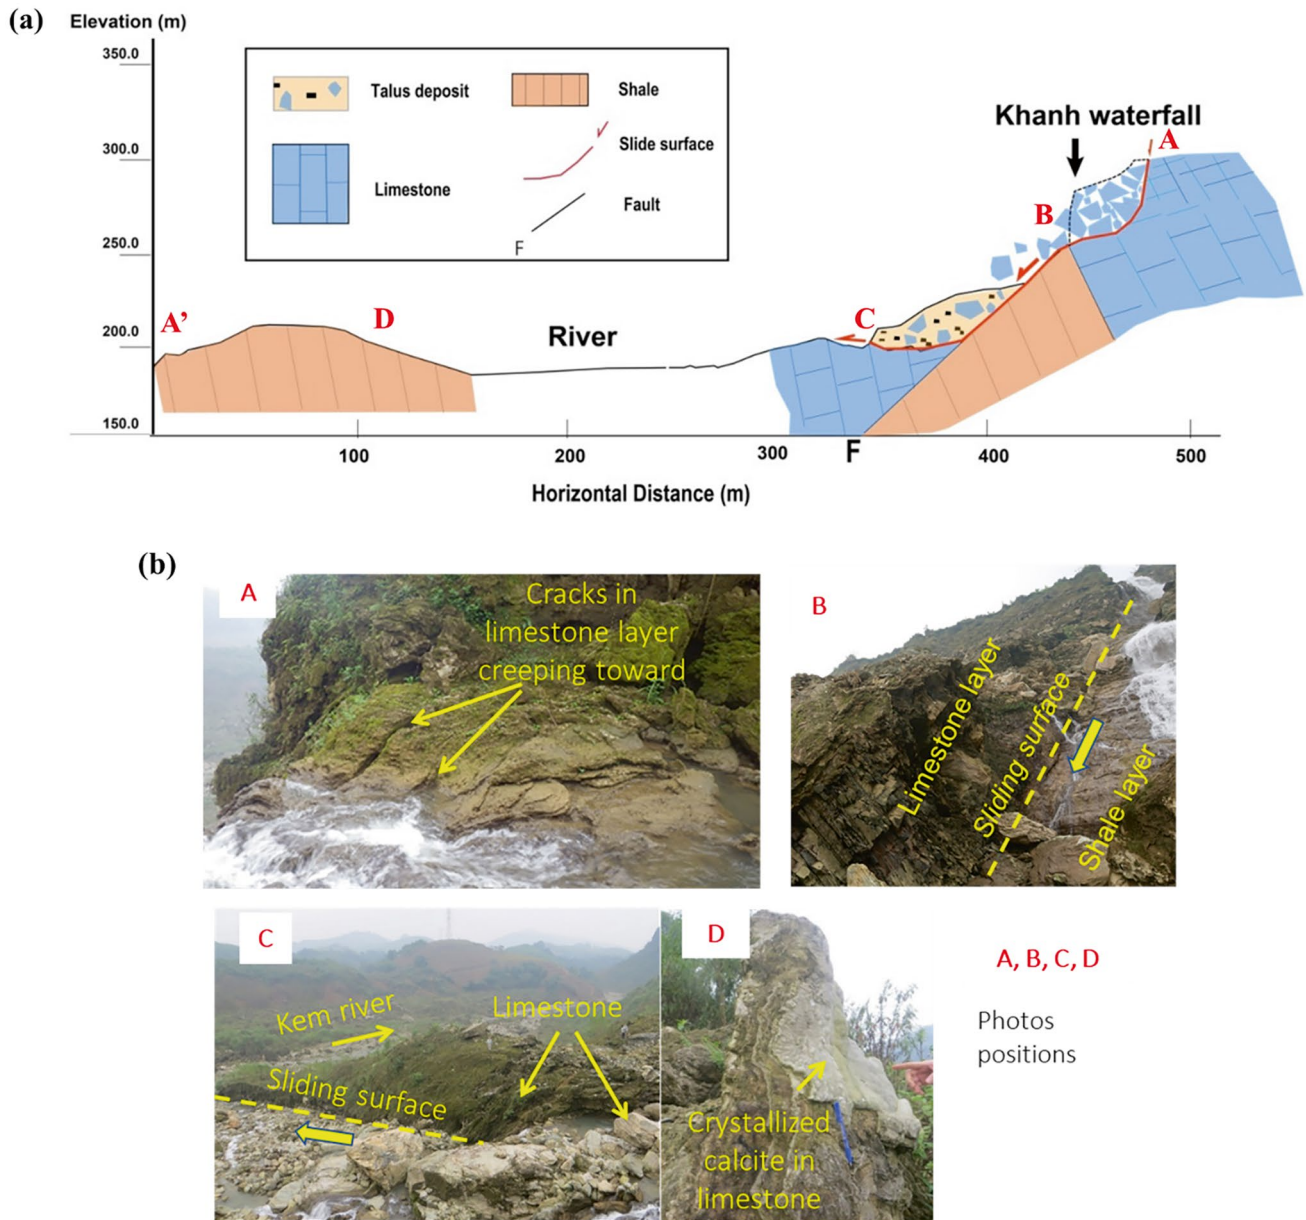 (a)
Elevation (m)
350.0
300.0
250.0
200.0
150.0
Talus deposit
Shale
Limestone
Slide surface
Fault
F
Khanh waterfall
A
B
C
A’
D
River
F
100
200
300
400
500
Horizontal Distance (m)
(b)
A
Cracks in
limestone layer
creeping toward
B
Limestone layer
Sliding surface
Shale layer
C
Kem river
Limestone
Sliding surface
D
Crystallized
calcite in
limestone
A, B, C, D
Photos
positions